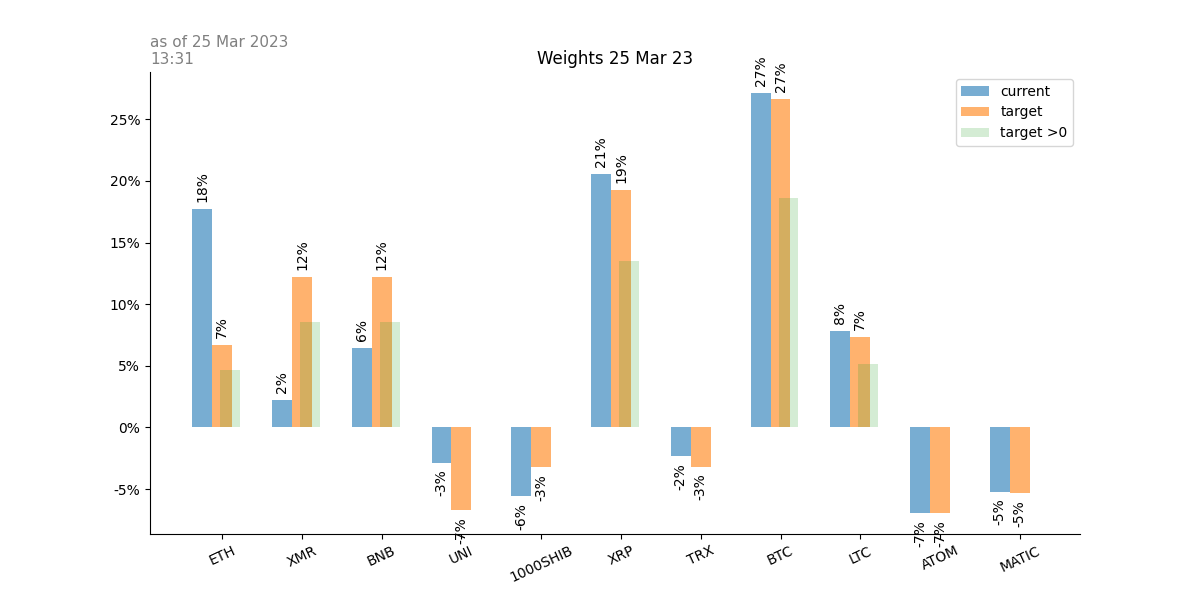 as of 25 Mar 2023
13:31
Weights 25 Mar 23
current
target
target >0
25%
20%
15%
10%
5%
0%
-5%
18%
7%
2%
12%
6%
12%
-3%
-7%
-6%
-3%
21%
19%
-2%
-3%
27%
27%
8%
7%
-7%
-7%
-5%
-5%
ETH
XMR
BNB
UNI
1000SHIB
XRP
TRX
BTC
LTC
ATOM
MATIC